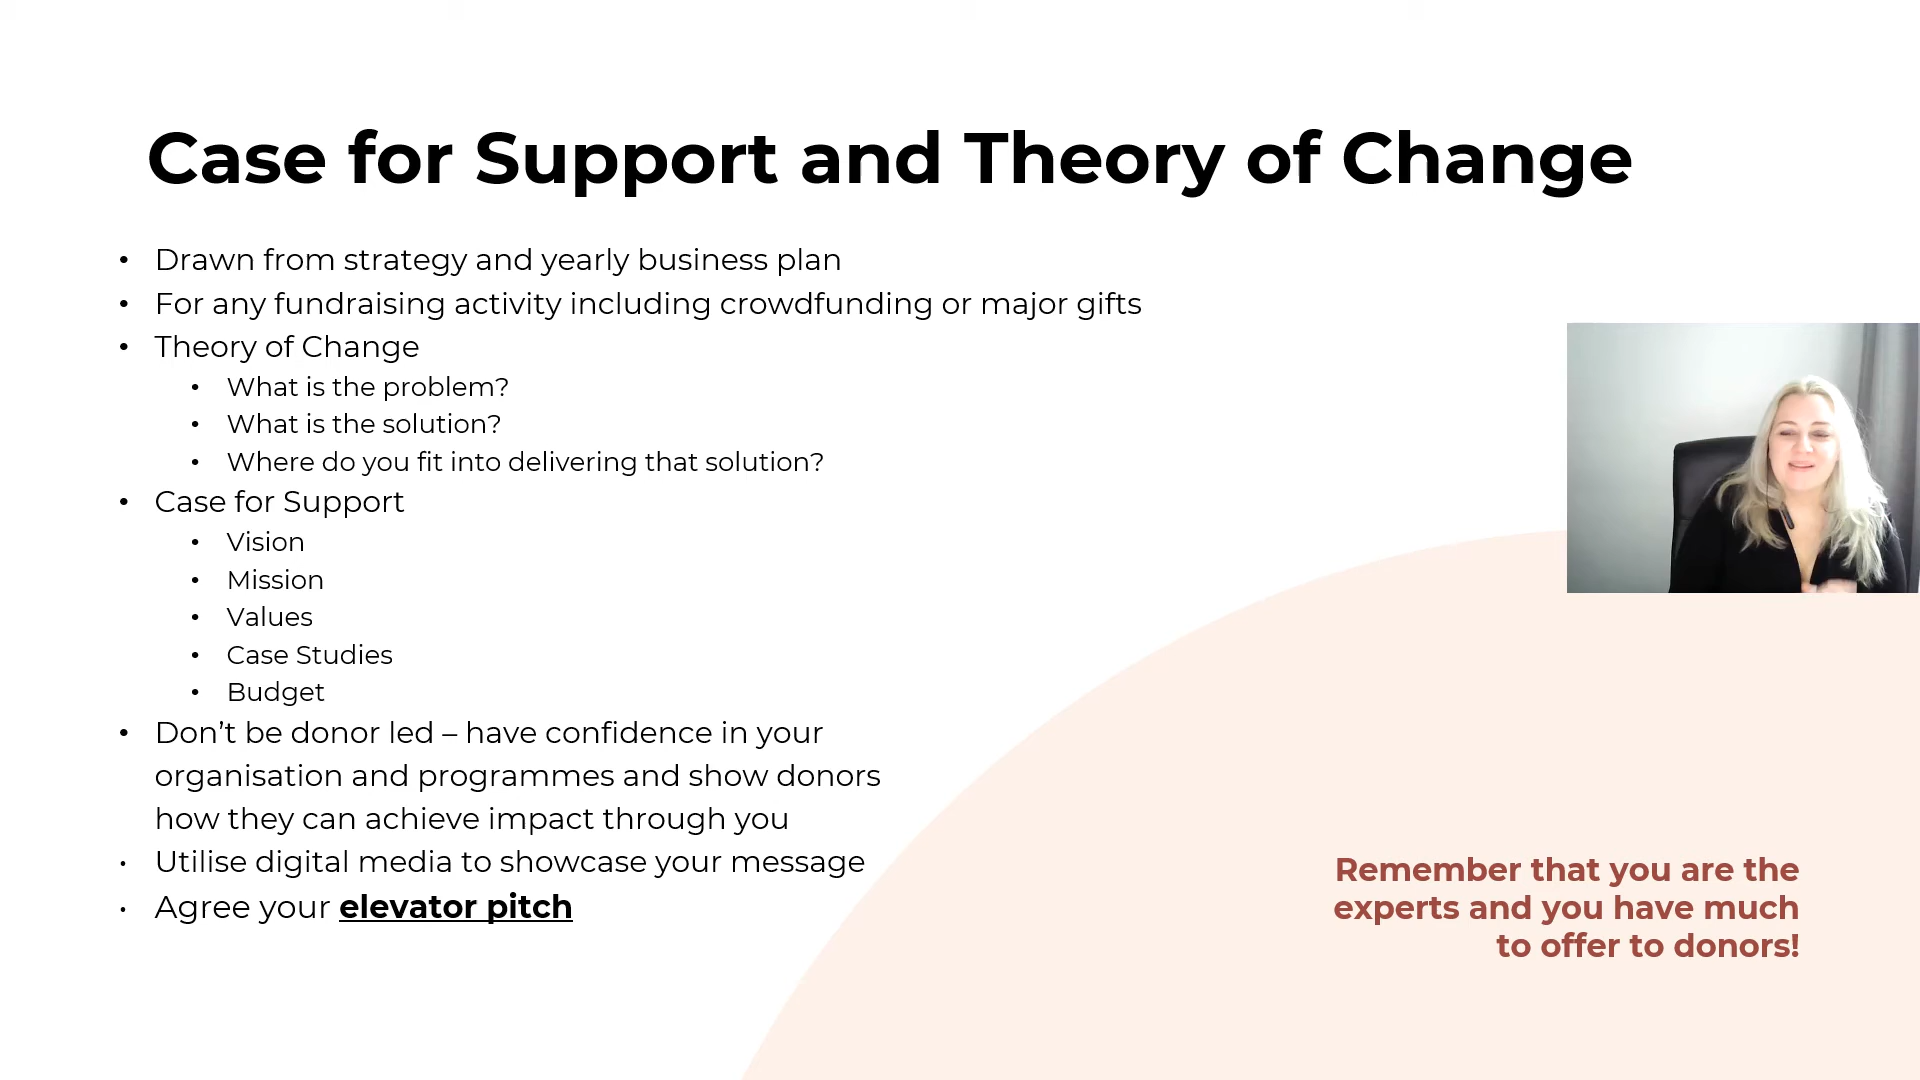 Case for Support and Theory of Change
• Drawn from strategy and yearly business plan
• For any fundraising activity including crowdfunding or major gifts
• Theory of Change
• What is the problem?
• What is the solution?
• Where do you fit into delivering that solution?
• Case for Support
• Vision
• Mission
• Values
• Case Studies
• Budget
• Don’t be donor led – have confidence in your
organisation and programmes and show donors
how they can achieve impact through you
• Utilise digital media to showcase your message
• Agree your elevator pitch
Remember that you are the
experts and you have much
to offer to donors!